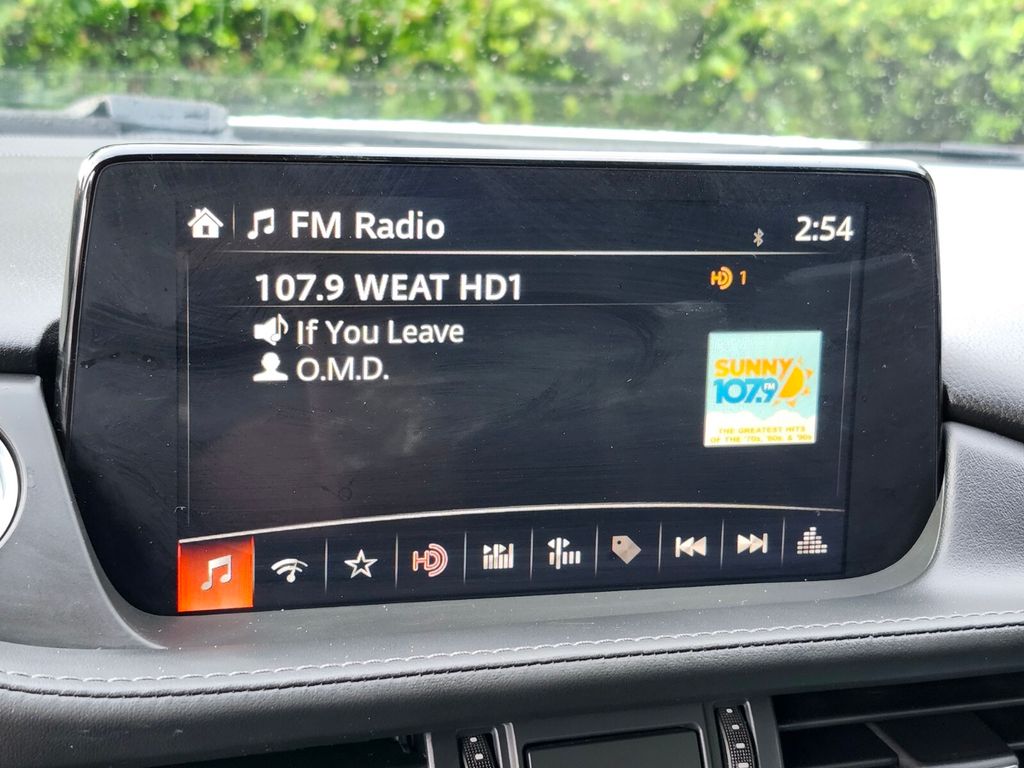 FM Radio
2:54
107.9 WEAT HD1
HD 1
If You Leave
O.M.D.
SUNNY
107.9 FM
THE GREATEST HITS
OF THE '70s, '80s & '90s
HD